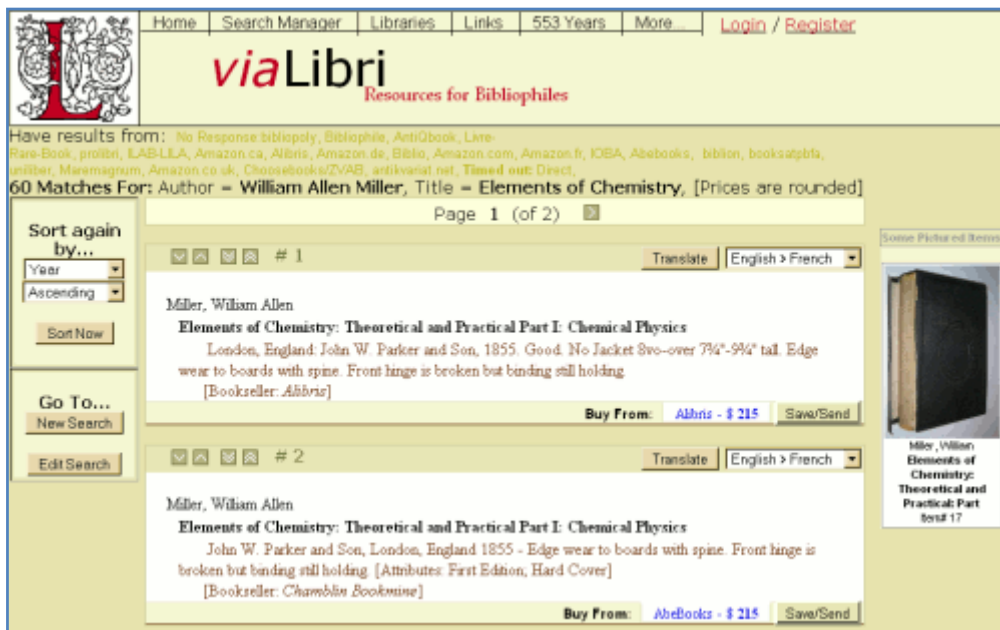 Home Search Manager Libraries Links 553 Years More... Login / Register
viaLibri
Resources for Bibliophiles
Have results from: No Response:bibliopoly, Bibliophile, AntiQbook, Livre-
Rare-Book, prolibri, ILAB-LILA, Amazon.ca, Alibris, Amazon.de, Biblio, Amazon.com, Amazon.fr, IOBA, Abebooks, biblion, booksatpbfa,
uniliber, Maremagnum, Amazon.co.uk, Choosebooks/ZVAB, antikvariat.net, Timed out: Direct,
60 Matches For: Author = William Allen Miller, Title = Elements of Chemistry, [Prices are rounded]
Page 1 (of 2)
Sort again
by...
Year
Ascending
Sort Now
Go To...
New Search
Edit Search
# 1 Translate English > French
Miller, William Allen
Elements of Chemistry: Theoretical and Practical Part I: Chemical Physics
London, England: John W. Parker and Son, 1855. Good. No Jacket 8vo–over 7¾"-9¾" tall. Edge
wear to boards with spine. Front hinge is broken but binding still holding.
[Bookseller: Alibris]
Buy From: Alibris - $ 215 Save/Send
# 2 Translate English > French
Miller, William Allen
Elements of Chemistry: Theoretical and Practical Part I: Chemical Physics
John W. Parker and Son, London, England 1855 - Edge wear to boards with spine. Front hinge is
broken but binding still holding. [Attributes: First Edition, Hard Cover]
[Bookseller: Chamblin Bookmine]
Buy From: AbeBooks - $ 215 Save/Send
Some Pictured Items
Miller, William
Elements of
Chemistry:
Theoretical and
Practical: Part
Item# 17